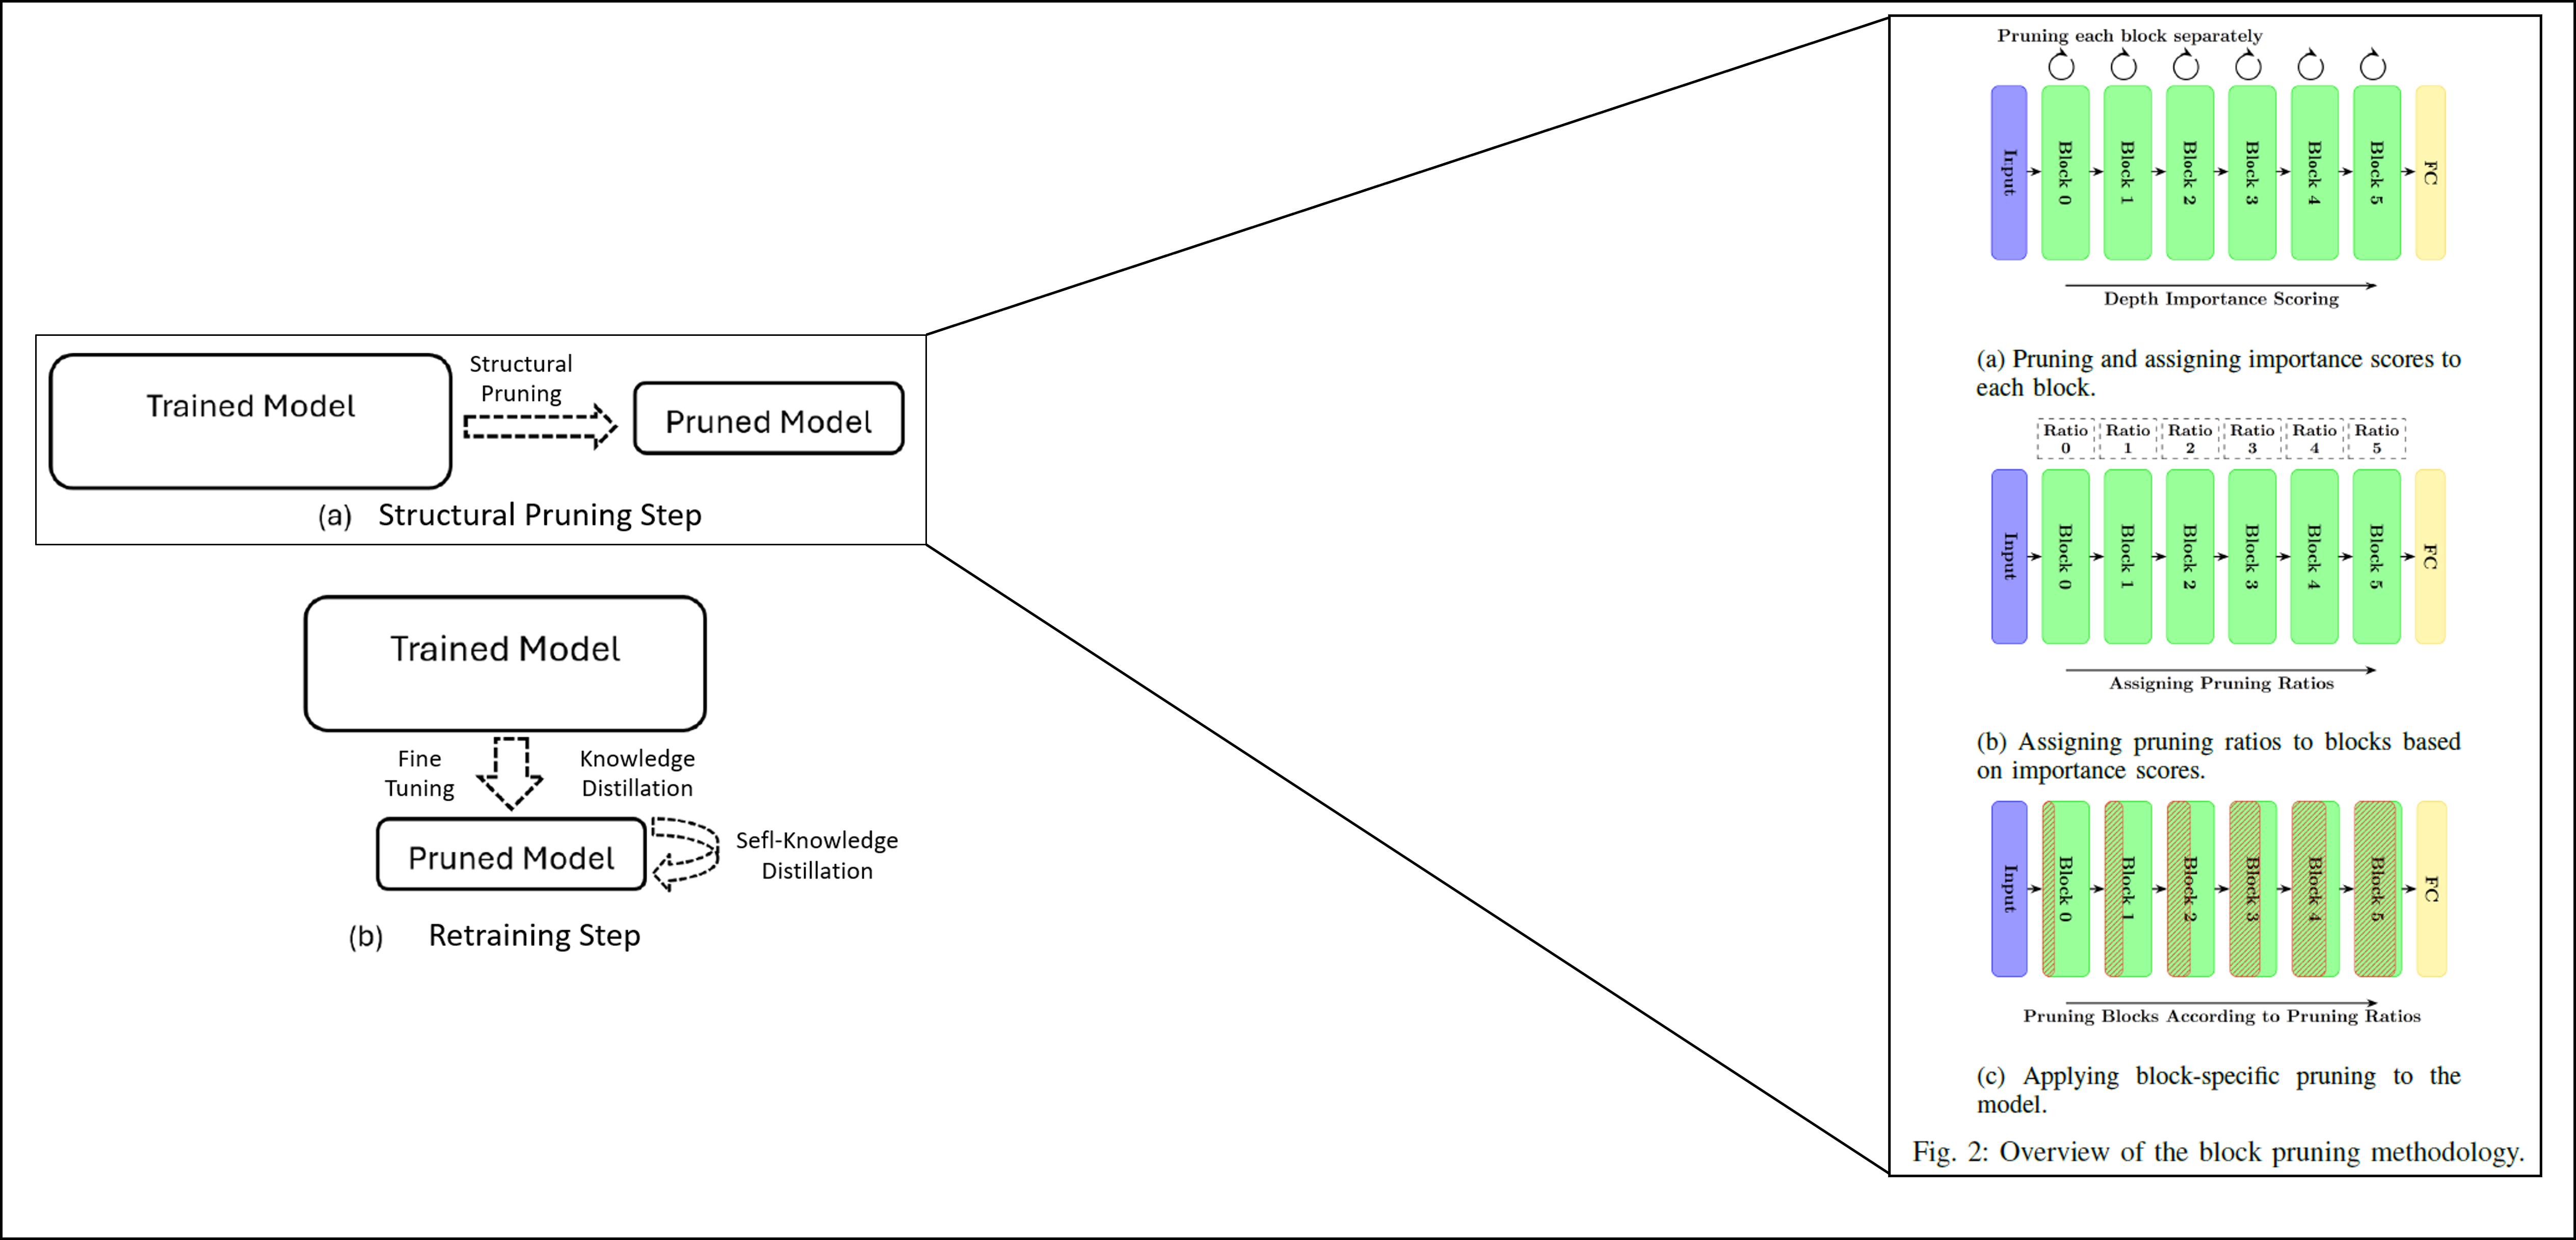 Structural
Pruning
Trained Model
Pruned Model
(a) Structural Pruning Step
Trained Model
Fine
Tuning
Knowledge
Distillation
Pruned Model
Sefl-Knowledge
Distillation
(b) Retraining Step
Pruning each block separately
Input
Block 0
Block 1
Block 2
Block 3
Block 4
Block 5
FC
Depth Importance Scoring
(a) Pruning and assigning importance scores to
each block.
Ratio
0
Ratio
1
Ratio
2
Ratio
3
Ratio
4
Ratio
5
Input
Block 0
Block 1
Block 2
Block 3
Block 4
Block 5
FC
Assigning Pruning Ratios
(b) Assigning pruning ratios to blocks based
on importance scores.
Input
Block 0
Block 1
Block 2
Block 3
Block 4
Block 5
FC
Pruning Blocks According to Pruning Ratios
(c) Applying block-specific pruning to the
model.
Fig. 2: Overview of the block pruning methodology.